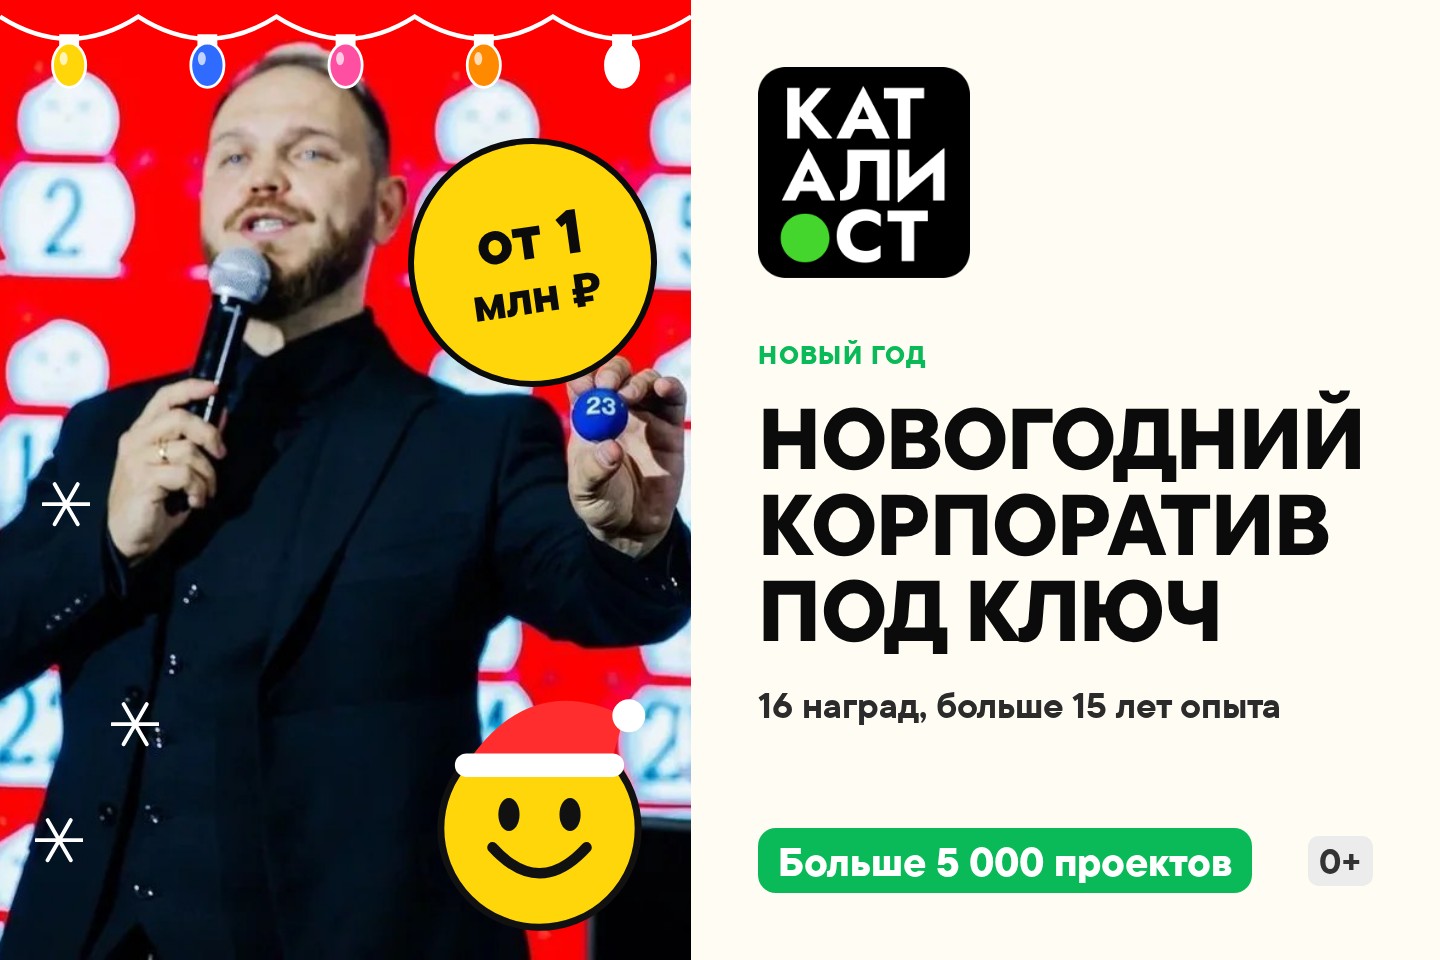 2
от 1
млн ₽
23
КАТ
АЛИ
СТ
НОВЫЙ ГОД
НОВОГОДНИЙ
КОРПОРАТИВ
ПОД КЛЮЧ
16 наград, больше 15 лет опыта
Больше 5 000 проектов
0+